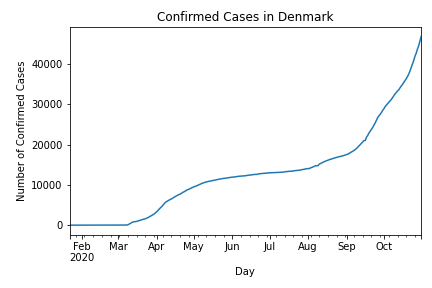 Confirmed Cases in Denmark
Number of Confirmed Cases
40000
30000
20000
10000
0
Feb Mar Apr May Jun Jul Aug Sep Oct
2020
Day